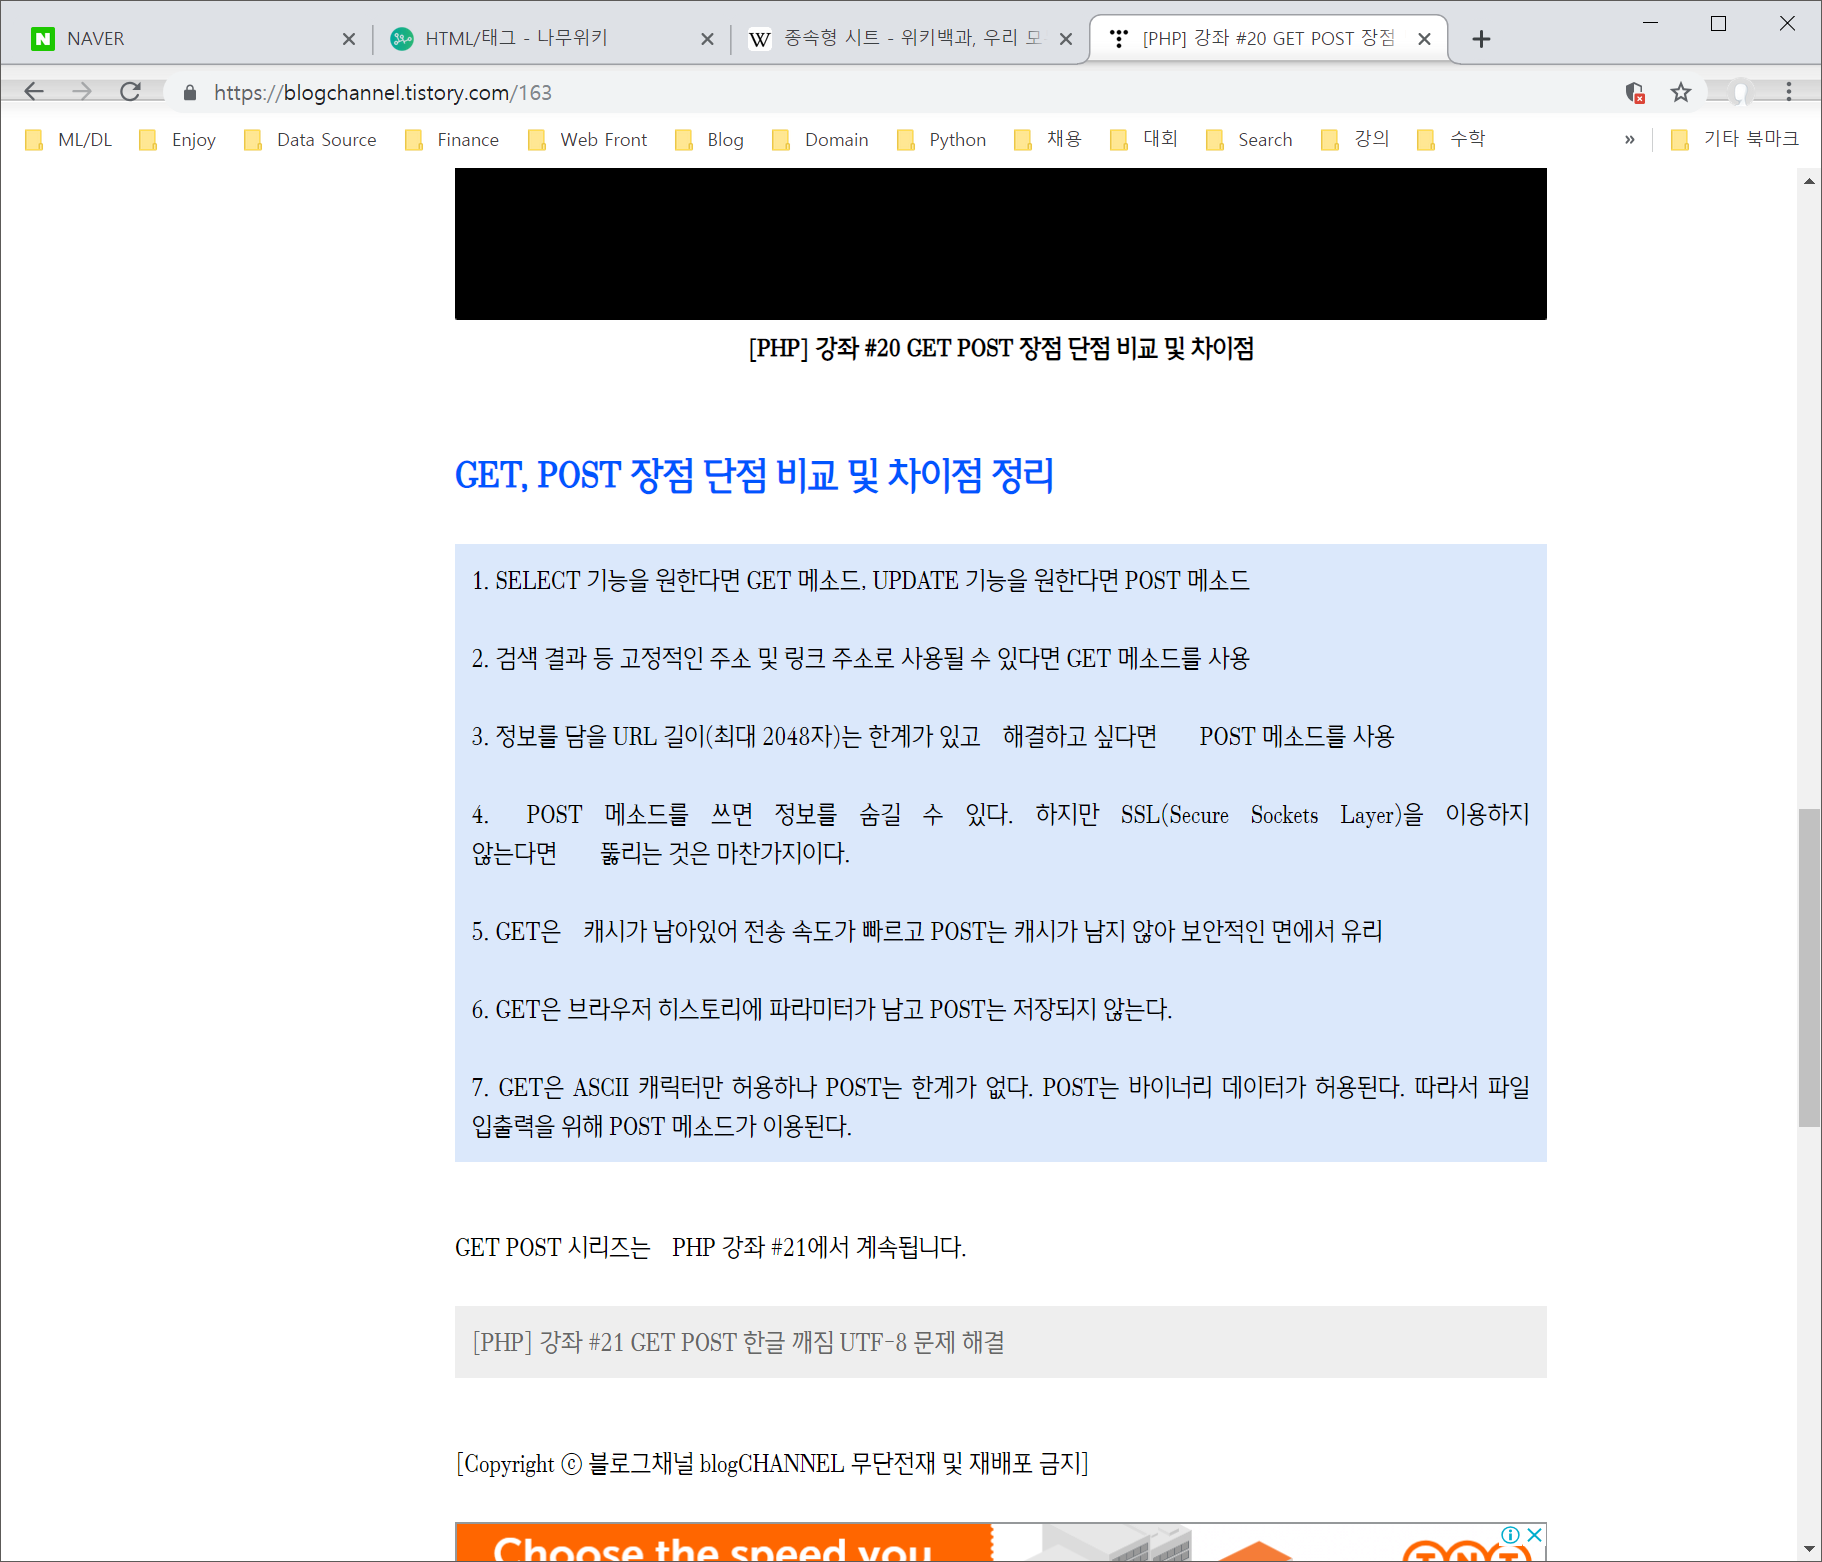 NAVER
HTML/태그 - 나무위키
종속형 시트 - 위키백과, 우리 모
[PHP] 강좌 #20 GET POST 장점
https://blogchannel.tistory.com/163
ML/DL Enjoy Data Source Finance Web Front Blog Domain Python 채용 대회 Search 강의 수학 » 기타 북마크
[PHP] 강좌 #20 GET POST 장점 단점 비교 및 차이점
GET, POST 장점 단점 비교 및 차이점 정리
1. SELECT 기능을 원한다면 GET 메소드, UPDATE 기능을 원한다면 POST 메소드
2. 검색 결과 등 고정적인 주소 및 링크 주소로 사용될 수 있다면 GET 메소드를 사용
3. 정보를 담을 URL 길이(최대 2048자)는 한계가 있고 해결하고 싶다면 POST 메소드를 사용
4. POST 메소드를 쓰면 정보를 숨길 수 있다. 하지만 SSL(Secure Sockets Layer)을 이용하지
않는다면 뚫리는 것은 마찬가지이다.
5. GET은 캐시가 남아있어 전송 속도가 빠르고 POST는 캐시가 남지 않아 보안적인 면에서 유리
6. GET은 브라우저 히스토리에 파라미터가 남고 POST는 저장되지 않는다.
7. GET은 ASCII 캐릭터만 허용하나 POST는 한계가 없다. POST는 바이너리 데이터가 허용된다. 따라서 파일
입출력을 위해 POST 메소드가 이용된다.
GET POST 시리즈는 PHP 강좌 #21에서 계속됩니다.
[PHP] 강좌 #21 GET POST 한글 깨짐 UTF-8 문제 해결
[Copyright ⓒ 블로그채널 blogCHANNEL 무단전재 및 재배포 금지]
Choose the speed you
TNT